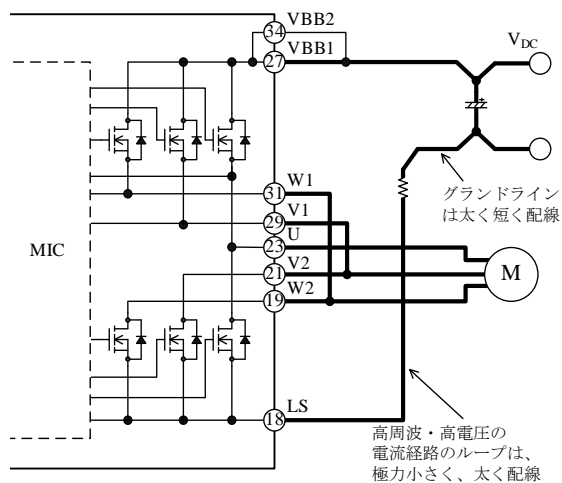 VBB2
34
VBB1
27
V_DC
+
W1
31
グランドライン
は太く短く配線
V1
29
MIC
U
23
V2
21
M
W2
19
LS
18
高周波・高電圧の
電流経路のループは、
極力小さく、太く配線